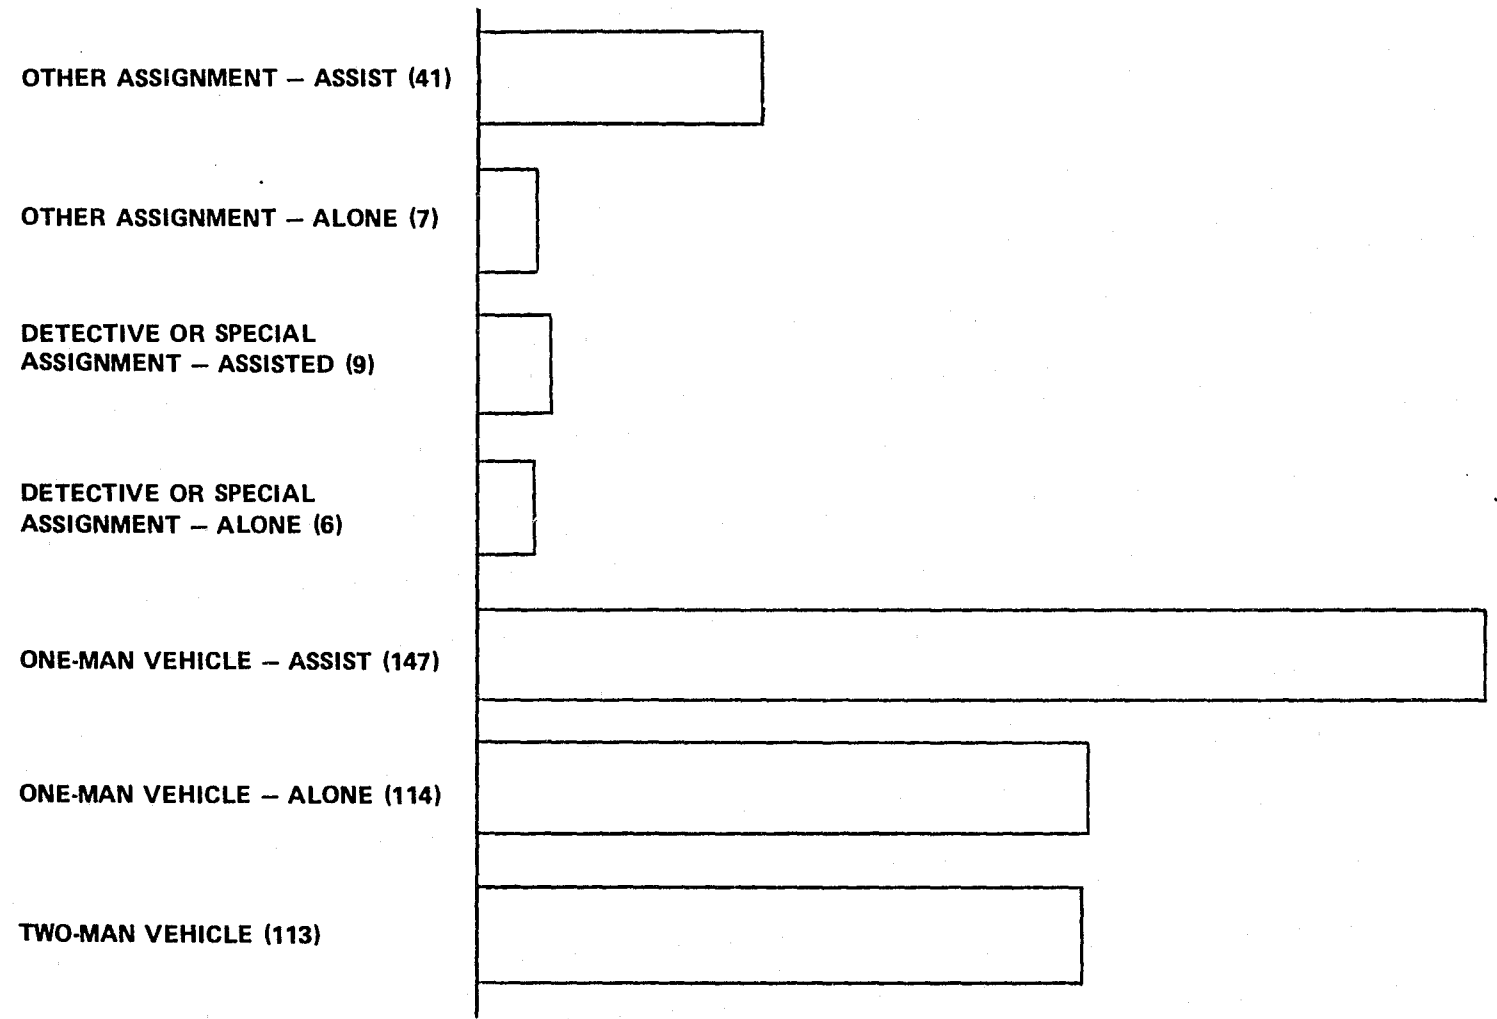 OTHER ASSIGNMENT — ASSIST (41)
OTHER ASSIGNMENT — ALONE (7)
DETECTIVE OR SPECIAL
ASSIGNMENT — ASSISTED (9)
DETECTIVE OR SPECIAL
ASSIGNMENT — ALONE (6)
ONE-MAN VEHICLE — ASSIST (147)
ONE-MAN VEHICLE — ALONE (114)
TWO-MAN VEHICLE (113)